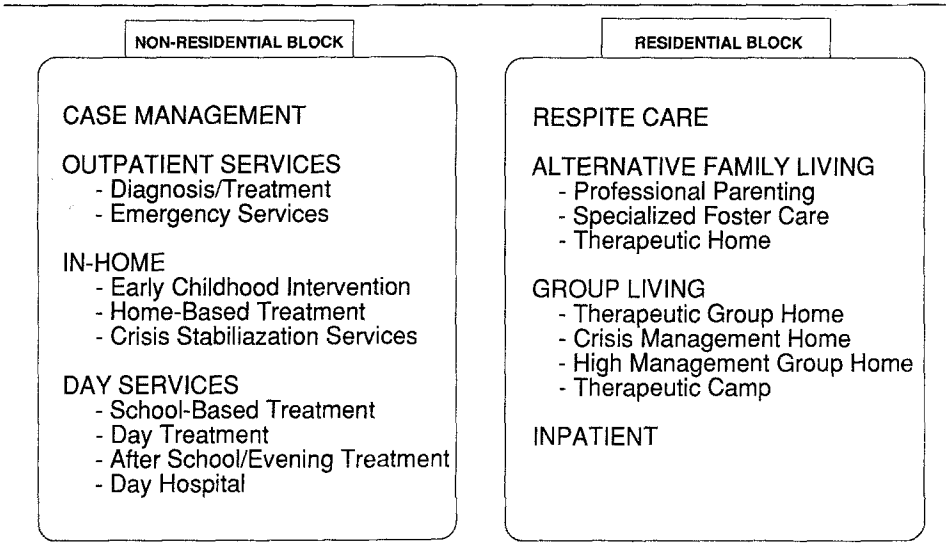 NON-RESIDENTIAL BLOCK
CASE MANAGEMENT
OUTPATIENT SERVICES
- Diagnosis/Treatment
- Emergency Services
IN-HOME
- Early Childhood Intervention
- Home-Based Treatment
- Crisis Stabiliazation Services
DAY SERVICES
- School-Based Treatment
- Day Treatment
- After School/Evening Treatment
- Day Hospital
RESIDENTIAL BLOCK
RESPITE CARE
ALTERNATIVE FAMILY LIVING
- Professional Parenting
- Specialized Foster Care
- Therapeutic Home
GROUP LIVING
- Therapeutic Group Home
- Crisis Management Home
- High Management Group Home
- Therapeutic Camp
INPATIENT